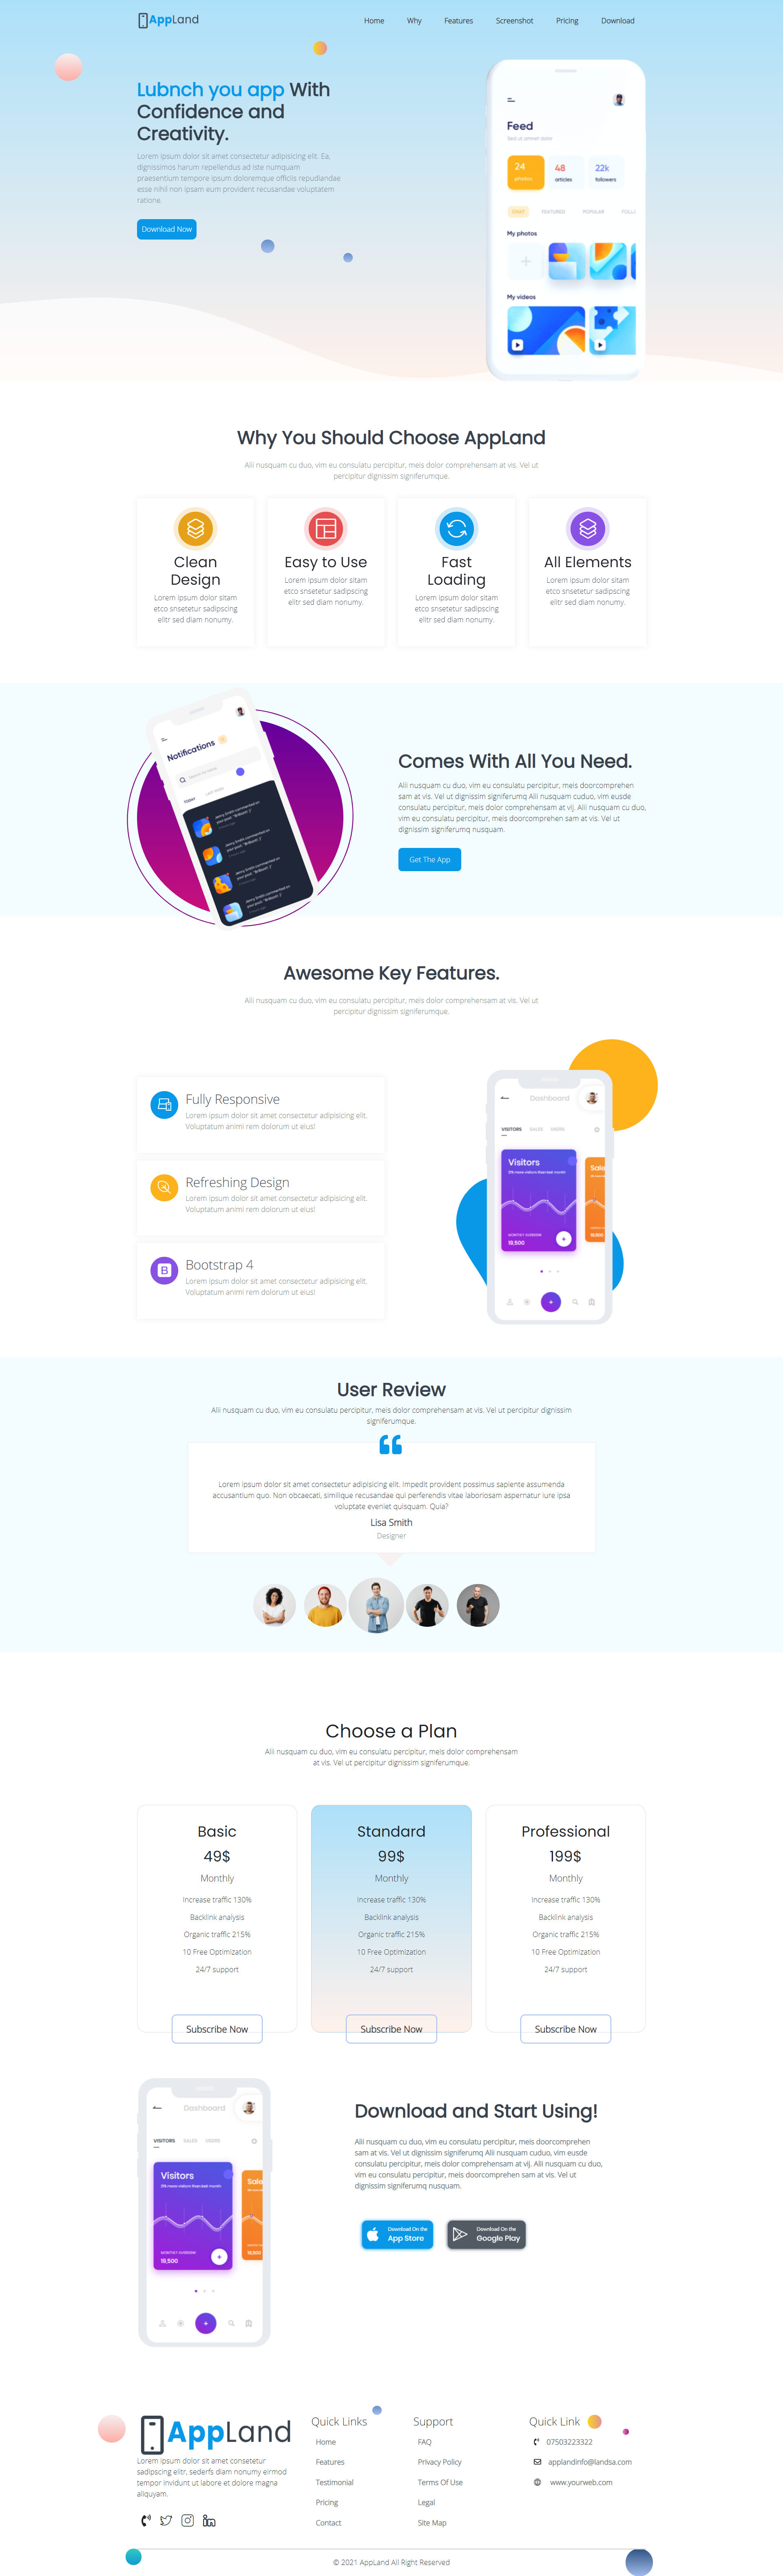 AppLand
Home Why Features Screenshot Pricing Download
Lubnch you app With
Confidence and
Creativity.
Lorem ipsum dolor sit amet consectetur adipisicing elit. Ea,
dignissimos harum repellendus ad iste numquam
praesentium tempore ipsum doloremque officiis repudiandae
esse nihil non ipsam eum provident recusandae voluptatem
ratione.
Download Now
Feed
24
photos
48
articles
22k
followers
CHAT FEATURED POPULAR
My photos
My videos
Why You Should Choose AppLand
Alii nusquam cu duo, vim eu consulatu percipitur, meis dolor comprehensam at vis. Vel ut
percipitur dignissim signiferumque.
Clean
Design
Lorem ipsum dolor sitam
etco snsetetur sadipscing
elitr sed diam nonumy.
Easy to Use
Lorem ipsum dolor sitam
etco snsetetur sadipscing
elitr sed diam nonumy.
Fast
Loading
Lorem ipsum dolor sitam
etco snsetetur sadipscing
elitr sed diam nonumy.
All Elements
Lorem ipsum dolor sitam
etco snsetetur sadipscing
elitr sed diam nonumy.
Notifications
TODAY
Comes With All You Need.
Alii nusquam cu duo, vim eu consulatu percipitur, meis doorcomprehen
sam at vis. Vel ut dignissim signiferumq Alii nusquam cuduo, vim eusde
consulatu percipitur, meis dolor comprehensam at vij. Alii nusquam cu duo,
vim eu consulatu percipitur, meis doorcomprehen sam at vis. Vel ut
dignissim signiferumq nusquam.
Get The App
Awesome Key Features.
Alii nusquam cu duo, vim eu consulatu percipitur, meis dolor comprehensam at vis. Vel ut
percipitur dignissim signiferumque.
Fully Responsive
Lorem ipsum dolor sit amet consectetur adipisicing elit.
Voluptatum animi rem dolorum ut eius!
Refreshing Design
Lorem ipsum dolor sit amet consectetur adipisicing elit.
Voluptatum animi rem dolorum ut eius!
Bootstrap 4
Lorem ipsum dolor sit amet consectetur adipisicing elit.
Voluptatum animi rem dolorum ut eius!
Dashboard
VISITORS SALES USERS
Visitors
Sale
MONTHLY OVERVIEW
19,500
User Review
Alii nusquam cu duo, vim eu consulatu percipitur, meis dolor comprehensam at vis. Vel ut percipitur dignissim
signiferumque.
Lorem ipsum dolor sit amet consectetur adipisicing elit. Impedit provident possimus sapiente assumenda
accusantium quo. Non obcaecati, similique recusandae qui perferendis vitae laboriosam aspernatur iure ipsa
voluptate eveniet quisquam. Quia?
Lisa Smith
Designer
Choose a Plan
Alii nusquam cu duo, vim eu consulatu percipitur, meis dolor comprehensam
at vis. Vel ut percipitur dignissim signiferumque.
Basic
49$
Monthly
Increase traffic 130%
Backlink analysis
Organic traffic 215%
10 Free Optimization
24/7 support
Subscribe Now
Standard
99$
Monthly
Increase traffic 130%
Backlink analysis
Organic traffic 215%
10 Free Optimization
24/7 support
Subscribe Now
Professional
199$
Monthly
Increase traffic 130%
Backlink analysis
Organic traffic 215%
10 Free Optimization
24/7 support
Subscribe Now
Dashboard
VISITORS SALES USERS
Visitors
Sale
MONTHLY OVERVIEW
19,500
Download and Start Using!
Alii nusquam cu duo, vim eu consulatu percipitur, meis doorcomprehen
sam at vis. Vel ut dignissim signiferumq Alii nusquam cuduo, vim eusde
consulatu percipitur, meis dolor comprehensam at vij. Alii nusquam cu duo,
vim eu consulatu percipitur, meis doorcomprehen sam at vis. Vel ut
dignissim signiferumq nusquam.
Download On the
App Store
Download On the
Google Play
AppLand
Lorem ipsum dolor sit amet consetetur
sadipscing elitr, sederfs diam nonumy eirmod
tempor invidunt ut labore et dolore magna
aliquyam.
Quick Links
Home
Features
Testimonial
Pricing
Contact
Support
FAQ
Privacy Policy
Terms Of Use
Legal
Site Map
Quick Link
07503223322
applandinfo@landsa.com
www.yourweb.com
© 2021 AppLand All Right Reserved